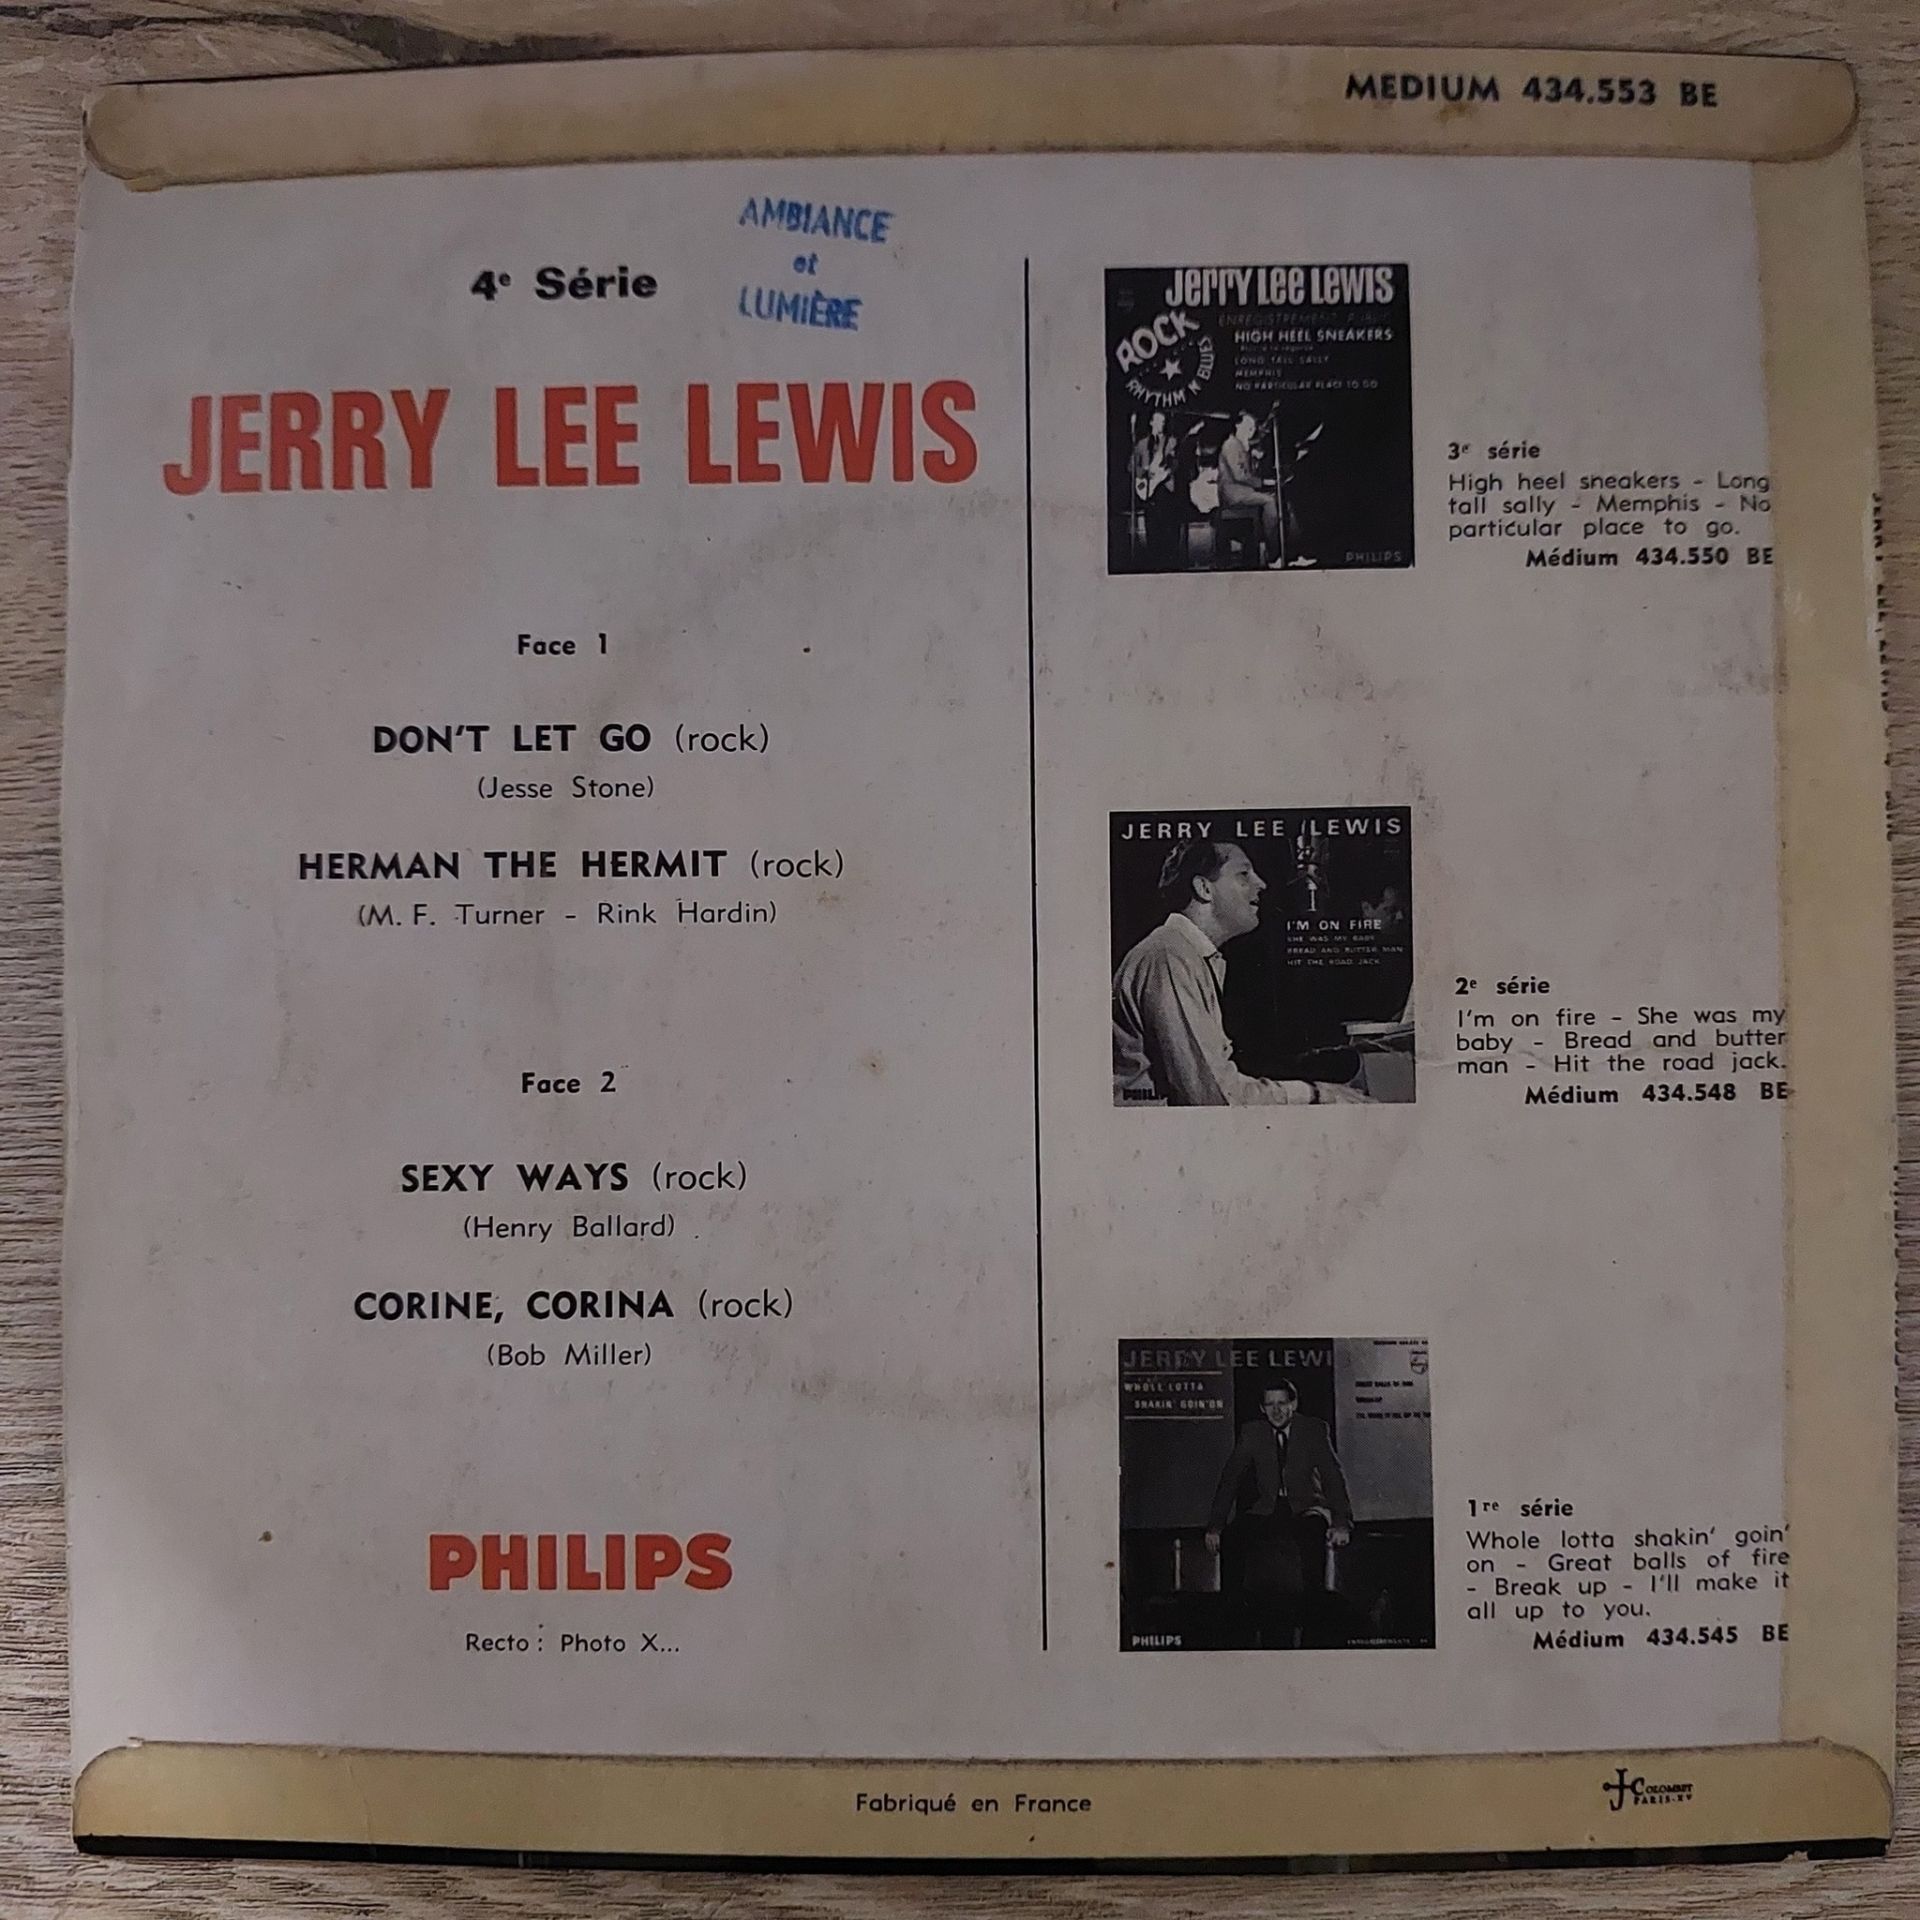 MEDIUM 434.553 BE
AMBIANCE
et
LUMIÈRE
4e Série
JERRY LEE LEWIS
Face 1
DON'T LET GO (rock)
(Jesse Stone)
HERMAN THE HERMIT (rock)
(M. F. Turner - Rink Hardin)
Face 2
SEXY WAYS (rock)
(Henry Ballard)
CORINE, CORINA (rock)
(Bob Miller)
PHILIPS
Recto : Photo X...
Jerry Lee Lewis
ENREGISTREMENT PUBLIC
ROCK
RHYTHM N BLUES
HIGH HEEL SNEAKERS
LONG TALL SALLY
MEMPHIS
NO PARTICULAR PLACE TO GO
PHILIPS
3e série
High heel sneakers - Long
tall sally - Memphis - No
particular place to go.
Médium 434.550 BE
JERRY LEE LEWIS
I'M ON FIRE
SHE WAS MY BABY
BREAD AND BUTTER MAN
HIT THE ROAD JACK
PHILIPS
2e série
I'm on fire - She was my
baby - Bread and butter
man - Hit the road jack.
Médium 434.548 BE
JERRY LEE LEWI
WHOLE LOTTA
SHAKIN' GOIN'ON
PHILIPS
1re série
Whole lotta shakin' goin'
on - Great balls of fire
- Break up - I'll make it
all up to you.
Médium 434.545 BE
Fabriqué en France
J COLOMBET
PARIS-XV